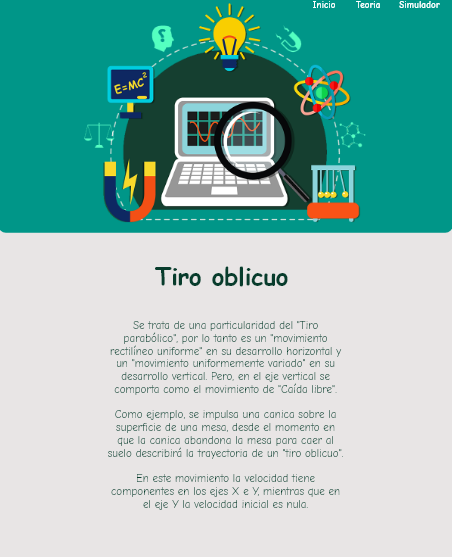 Inicio Teoria Simulador
E=MC²
Tiro oblicuo
Se trata de una particularidad del "Tiro
parabólico", por lo tanto es un "movimiento
rectilíneo uniforme" en su desarrollo horizontal y
un "movimiento uniformemente variado" en su
desarrollo vertical. Pero, en el eje vertical se
comporta como el movimiento de "Caída libre".
Como ejemplo, se impulsa una canica sobre la
superficie de una mesa, desde el momento en
que la canica abandona la mesa para caer al
suelo describirá la trayectoria de un "tiro oblicuo".
En este movimiento la velocidad tiene
componentes en los ejes X e Y, mientras que en
el eje Y la velocidad inicial es nula.